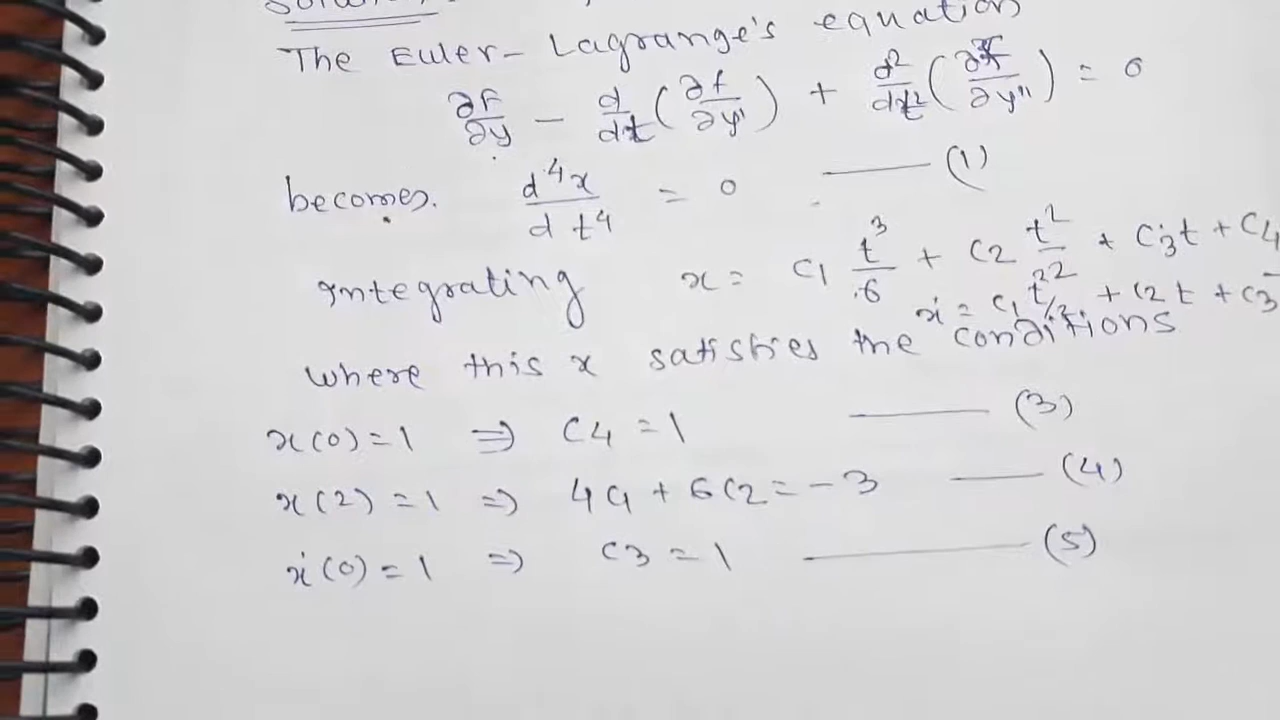 Solution
The Euler-Lagrange's equation
∂F/∂y - d/dt(∂f/∂y') + d²/dt²(∂f/∂y'') = 0
becomes. d⁴x/dt⁴ = 0 —— (1)
Integrating x = C1 t³/6 + C2 t²/2 + C3t + C4
ẋ = C1 t²/2 + C2t + C3
where this x satisfies the conditions
x(0)=1 ⇒ C4 = 1 —— (3)
x(2)=1 ⇒ 4C1 + 6C2 = -3 —— (4)
ẋ(0)=1 ⇒ C3 = 1 —— (5)